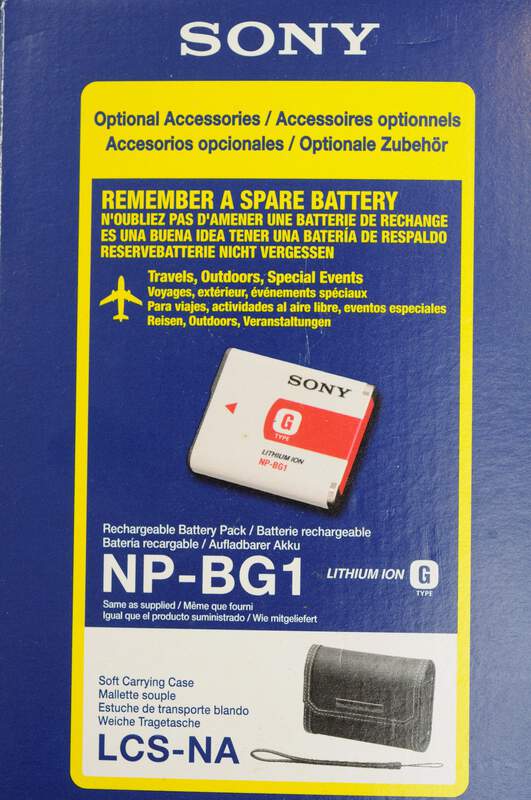 SONY
Optional Accessories / Accessoires optionnels
Accesorios opcionales / Optionale Zubehör
REMEMBER A SPARE BATTERY
N'OUBLIEZ PAS D'AMENER UNE BATTERIE DE RECHANGE
ES UNA BUENA IDEA TENER UNA BATERÍA DE RESPALDO
RESERVEBATTERIE NICHT VERGESSEN
Travels, Outdoors, Special Events
Voyages, extérieur, événements spéciaux
Para viajes, actividades al aire libre, eventos especiales
Reisen, Outdoors, Veranstaltungen
SONY
G
TYPE
LITHIUM ION
NP-BG1
Rechargeable Battery Pack / Batterie rechargeable
Batería recargable / Aufladbarer Akku
NP-BG1 LITHIUM ION G
TYPE
Same as supplied / Même que fourni
Igual que el producto suministrado / Wie mitgeliefert
Soft Carrying Case
Mallette souple
Estuche de transporte blando
Weiche Tragetasche
LCS-NA